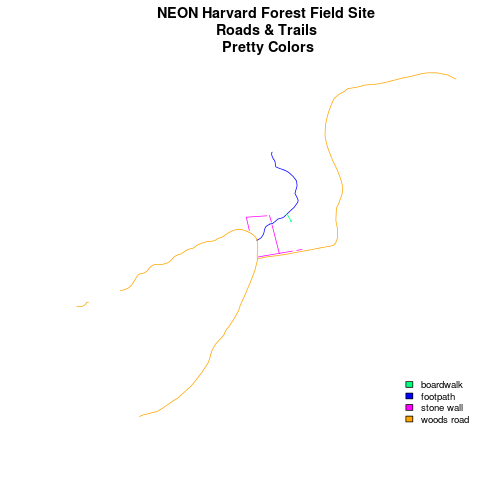 NEON Harvard Forest Field Site
Roads & Trails
Pretty Colors
boardwalk
footpath
stone wall
woods road